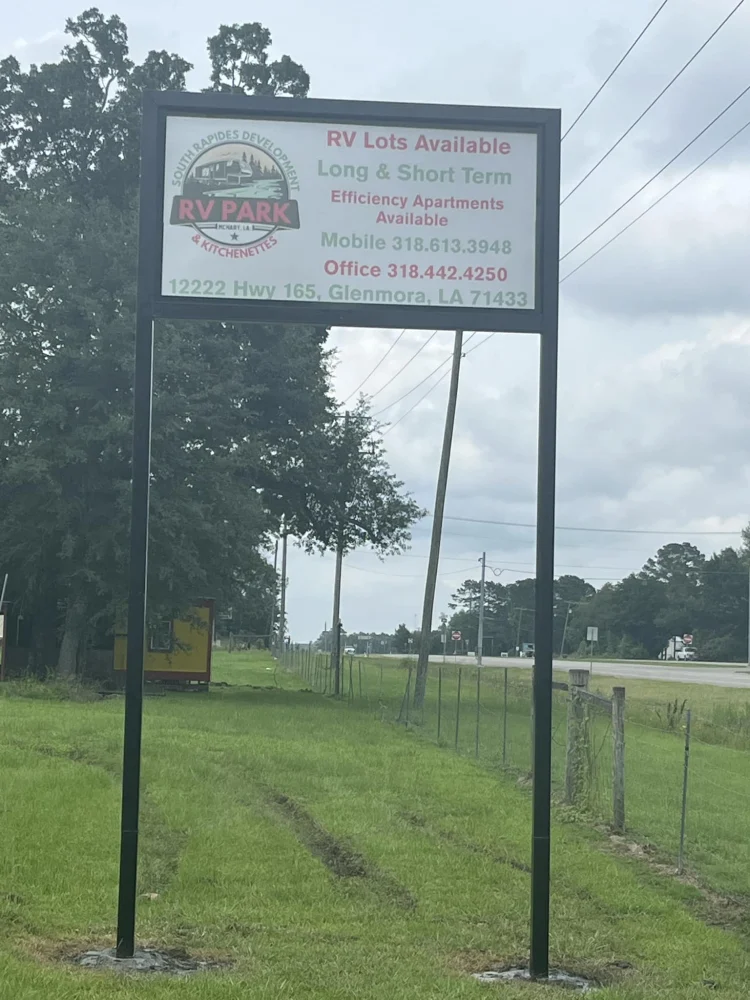 SOUTH RAPIDES DEVELOPMENT
RV PARK
MCNARY, LA
& KITCHENETTES
RV Lots Available
Long & Short Term
Efficiency Apartments
Available
Mobile 318.613.3948
Office 318.442.4250
12222 Hwy 165, Glenmora, LA 71433